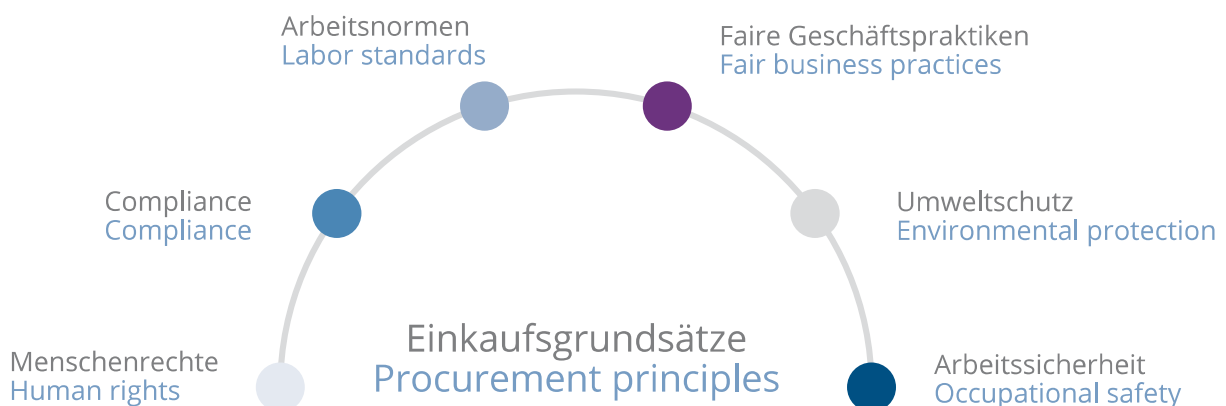 Arbeitsnormen
Labor standards
Faire Geschäftspraktiken
Fair business practices
Compliance
Compliance
Umweltschutz
Environmental protection
Einkaufsgrundsätze
Procurement principles
Menschenrechte
Human rights
Arbeitssicherheit
Occupational safety